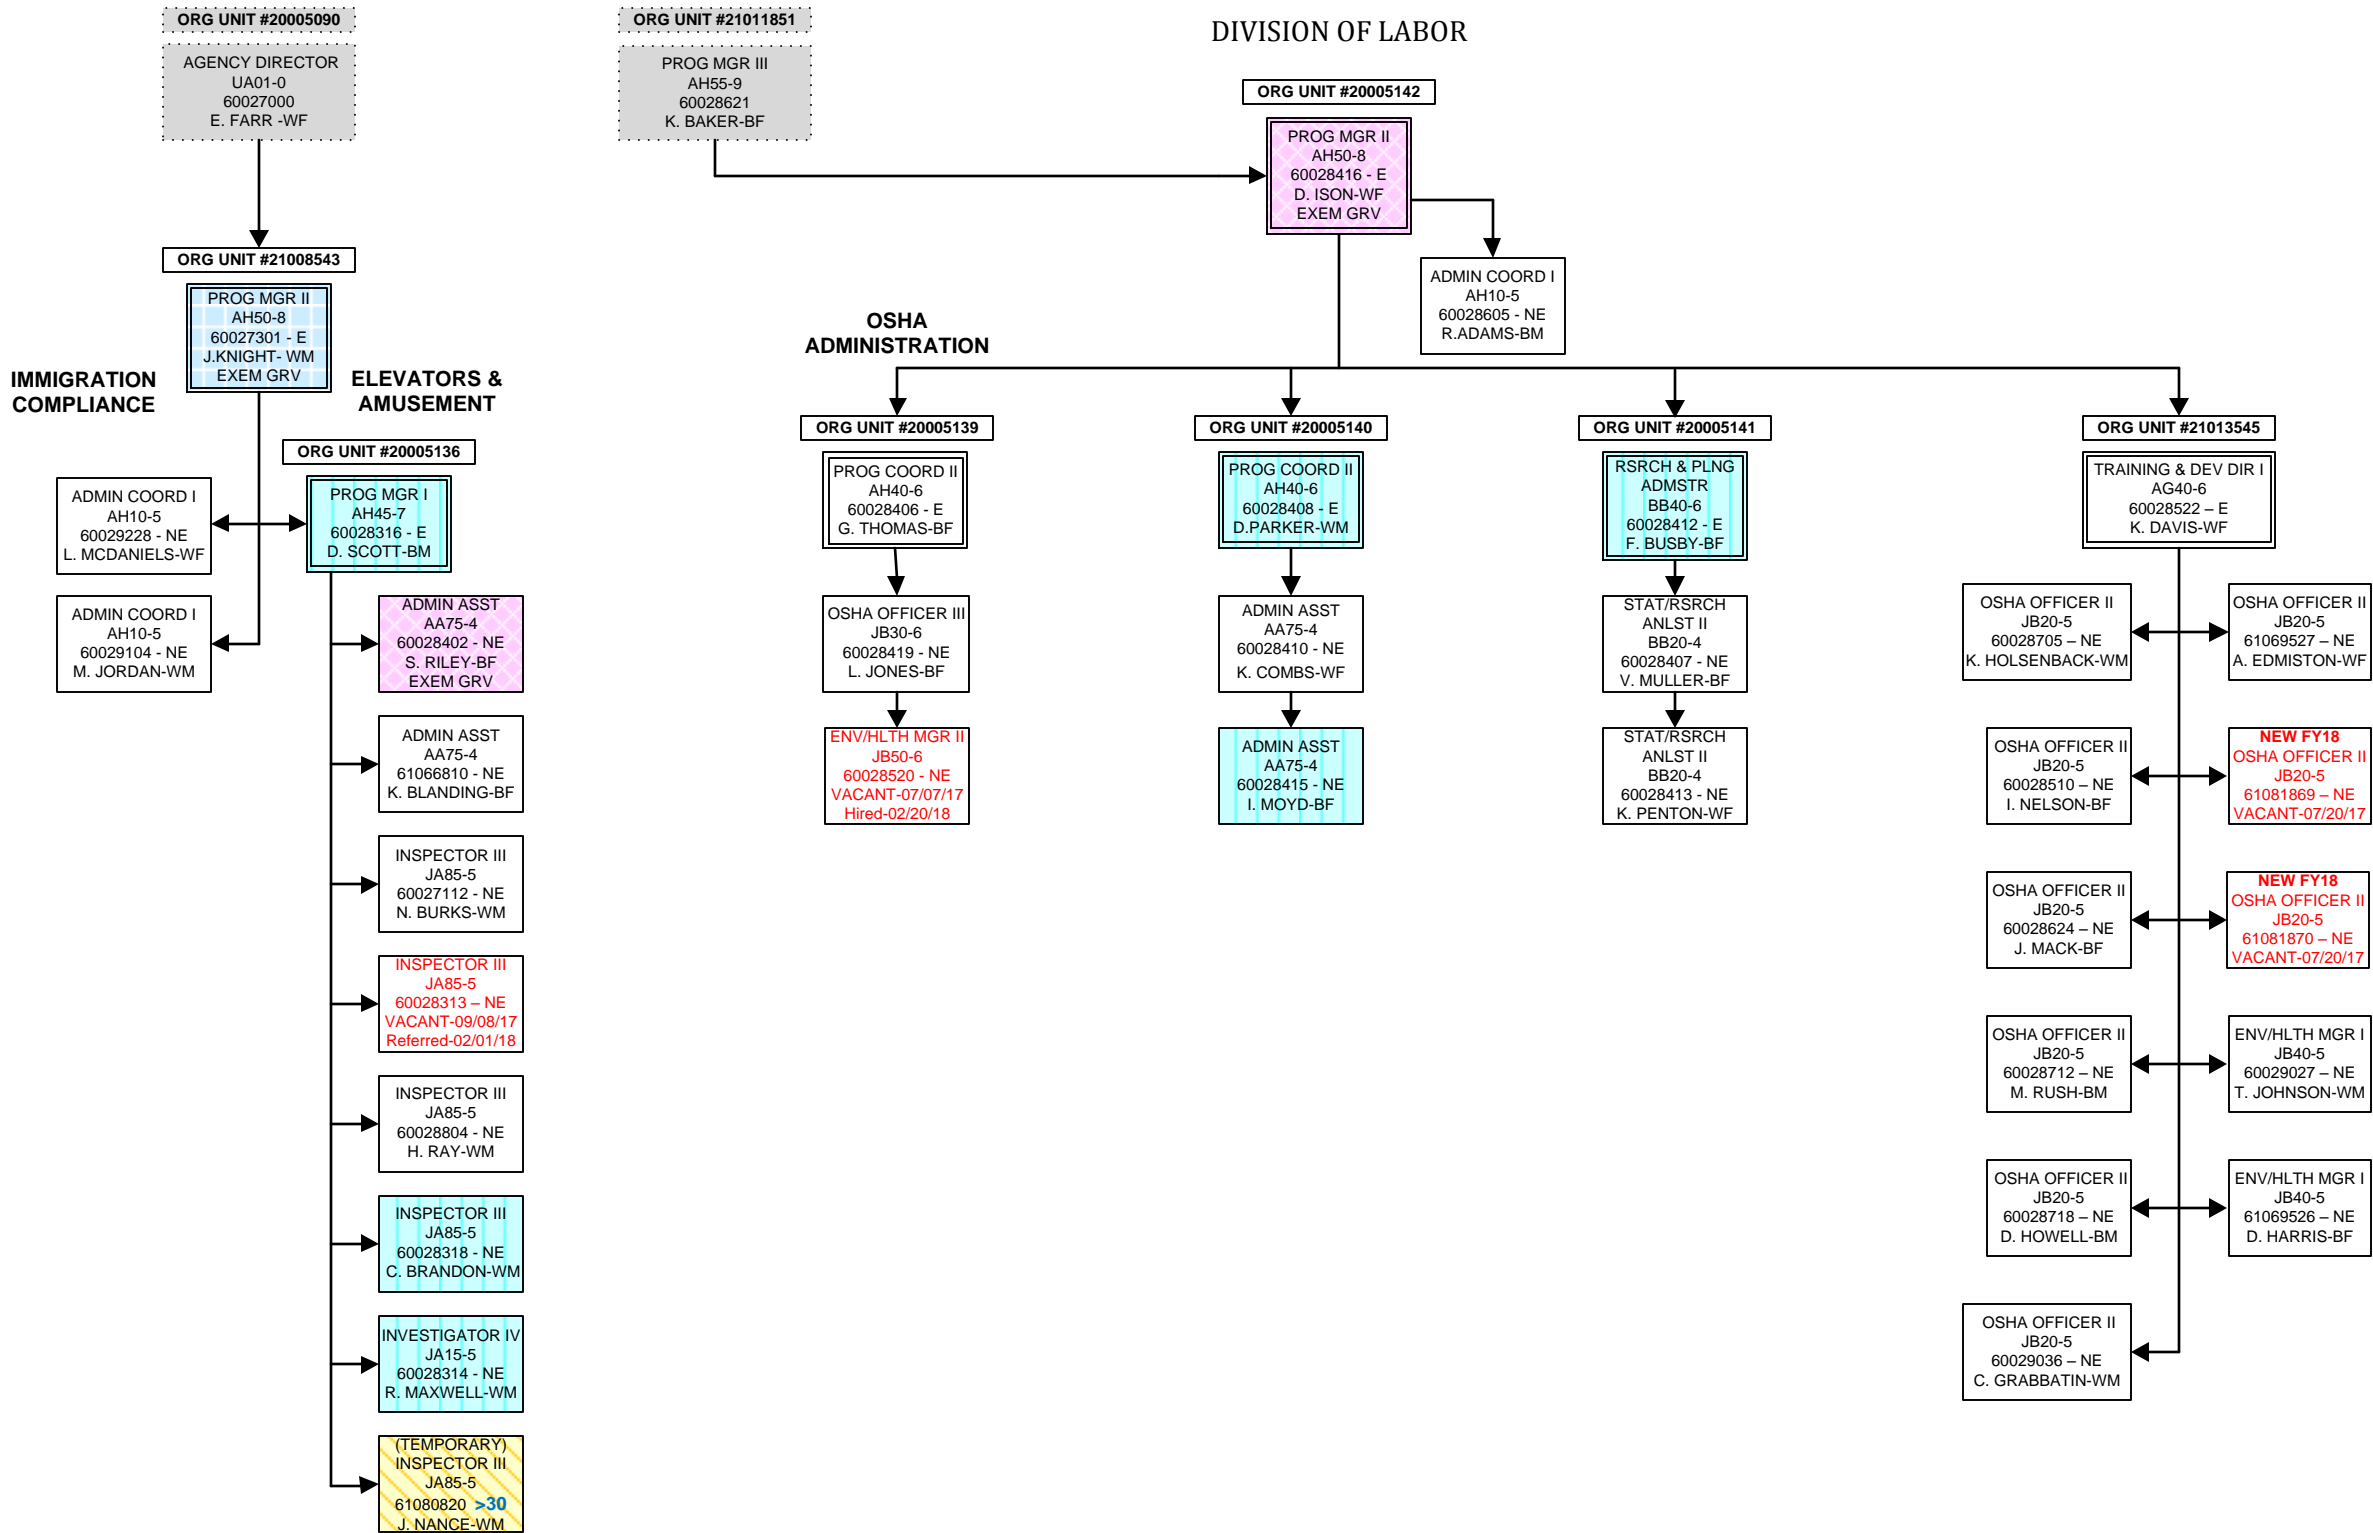 DIVISION OF LABOR
ORG UNIT #20005090
AGENCY DIRECTOR
UA01-0
60027000
E. FARR -WF
ORG UNIT #21011851
PROG MGR III
AH55-9
60028621
K. BAKER-BF
ORG UNIT #20005142
PROG MGR II
AH50-8
60028416 - E
D. ISON-WF
EXEM GRV
ADMIN COORD I
AH10-5
60028605 - NE
R.ADAMS-BM
ORG UNIT #21008543
PROG MGR II
AH50-8
60027301 - E
J.KNIGHT- WM
EXEM GRV
IMMIGRATION
COMPLIANCE
ELEVATORS &
AMUSEMENT
ADMIN COORD I
AH10-5
60029228 - NE
L. MCDANIELS-WF
ADMIN COORD I
AH10-5
60029104 - NE
M. JORDAN-WM
ORG UNIT #20005136
PROG MGR I
AH45-7
60028316 - E
D. SCOTT-BM
ADMIN ASST
AA75-4
60028402 - NE
S. RILEY-BF
EXEM GRV
ADMIN ASST
AA75-4
61066810 - NE
K. BLANDING-BF
INSPECTOR III
JA85-5
60027112 - NE
N. BURKS-WM
INSPECTOR III
JA85-5
60028313 – NE
VACANT-09/08/17
Referred-02/01/18
INSPECTOR III
JA85-5
60028804 - NE
H. RAY-WM
INSPECTOR III
JA85-5
60028318 - NE
C. BRANDON-WM
INVESTIGATOR IV
JA15-5
60028314 - NE
R. MAXWELL-WM
(TEMPORARY)
INSPECTOR III
JA85-5
61080820 >30
J. NANCE-WM
OSHA
ADMINISTRATION
ORG UNIT #20005139
PROG COORD II
AH40-6
60028406 - E
G. THOMAS-BF
OSHA OFFICER III
JB30-6
60028419 - NE
L. JONES-BF
ENV/HLTH MGR II
JB50-6
60028520 - NE
VACANT-07/07/17
Hired-02/20/18
ORG UNIT #20005140
PROG COORD II
AH40-6
60028408 - E
D.PARKER-WM
ADMIN ASST
AA75-4
60028410 - NE
K. COMBS-WF
ADMIN ASST
AA75-4
60028415 - NE
I. MOYD-BF
ORG UNIT #20005141
RSRCH & PLNG
ADMSTR
BB40-6
60028412 - E
F. BUSBY-BF
STAT/RSRCH
ANLST II
BB20-4
60028407 - NE
V. MULLER-BF
STAT/RSRCH
ANLST II
BB20-4
60028413 - NE
K. PENTON-WF
ORG UNIT #21013545
TRAINING & DEV DIR I
AG40-6
60028522 – E
K. DAVIS-WF
OSHA OFFICER II
JB20-5
60028705 – NE
K. HOLSENBACK-WM
OSHA OFFICER II
JB20-5
61069527 – NE
A. EDMISTON-WF
OSHA OFFICER II
JB20-5
60028510 – NE
I. NELSON-BF
NEW FY18
OSHA OFFICER II
JB20-5
61081869 – NE
VACANT-07/20/17
OSHA OFFICER II
JB20-5
60028624 – NE
J. MACK-BF
NEW FY18
OSHA OFFICER II
JB20-5
61081870 – NE
VACANT-07/20/17
OSHA OFFICER II
JB20-5
60028712 – NE
M. RUSH-BM
ENV/HLTH MGR I
JB40-5
60029027 – NE
T. JOHNSON-WM
OSHA OFFICER II
JB20-5
60028718 – NE
D. HOWELL-BM
ENV/HLTH MGR I
JB40-5
61069526 – NE
D. HARRIS-BF
OSHA OFFICER II
JB20-5
60029036 – NE
C. GRABBATIN-WM